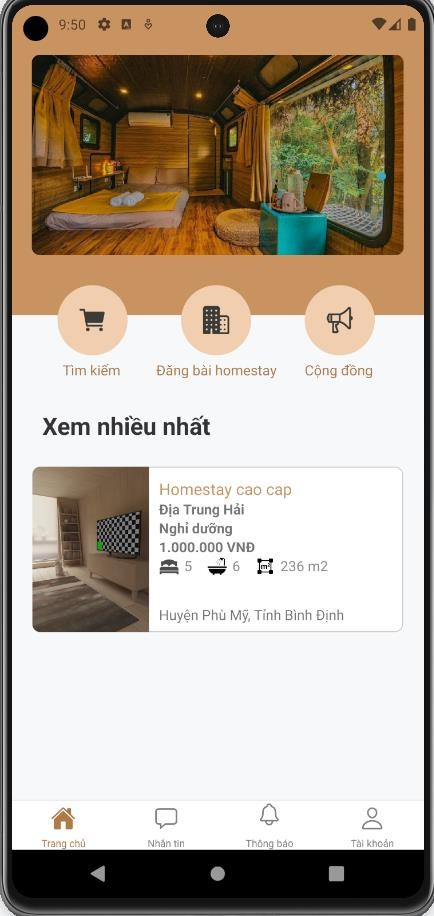 9:50
Tìm kiếm
Đăng bài homestay
Cộng đồng
Xem nhiều nhất
Homestay cao cap
Địa Trung Hải
Nghỉ dưỡng
1.000.000 VNĐ
5 6 m² 236 m2
Huyện Phù Mỹ, Tỉnh Bình Định
Trang chủ
Nhắn tin
Thông báo
Tài khoản